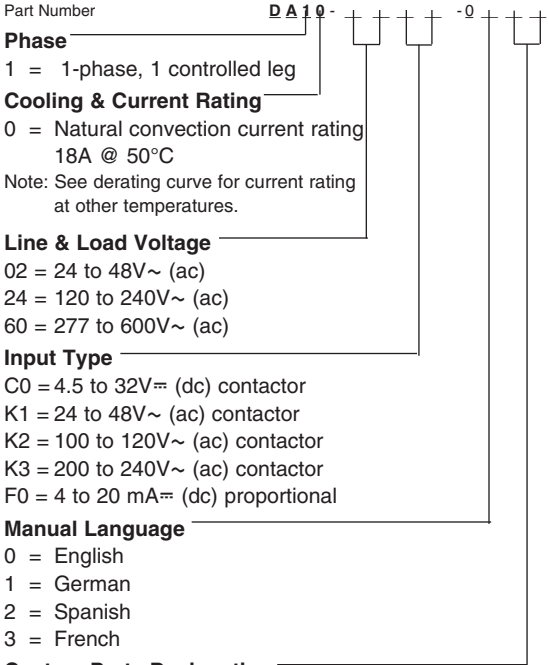 Part Number DA10- _ _ _ _ -0 _ _ _
Phase
1 = 1-phase, 1 controlled leg
Cooling & Current Rating
0 = Natural convection current rating
18A @ 50°C
Note: See derating curve for current rating
at other temperatures.
Line & Load Voltage
02 = 24 to 48V~ (ac)
24 = 120 to 240V~ (ac)
60 = 277 to 600V~ (ac)
Input Type
C0 = 4.5 to 32V⎓ (dc) contactor
K1 = 24 to 48V~ (ac) contactor
K2 = 100 to 120V~ (ac) contactor
K3 = 200 to 240V~ (ac) contactor
F0 = 4 to 20 mA⎓ (dc) proportional
Manual Language
0 = English
1 = German
2 = Spanish
3 = French